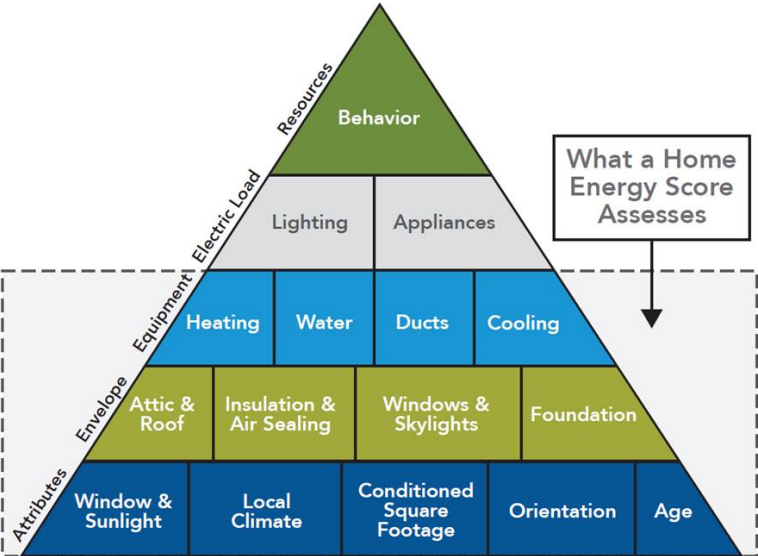 Resources
Behavior
What a Home
Energy Score
Assesses
Electric Load
Lighting
Appliances
Equipment
Heating
Water
Ducts
Cooling
Envelope
Attic &
Roof
Insulation &
Air Sealing
Windows &
Skylights
Foundation
Attributes
Window &
Sunlight
Local
Climate
Conditioned
Square
Footage
Orientation
Age